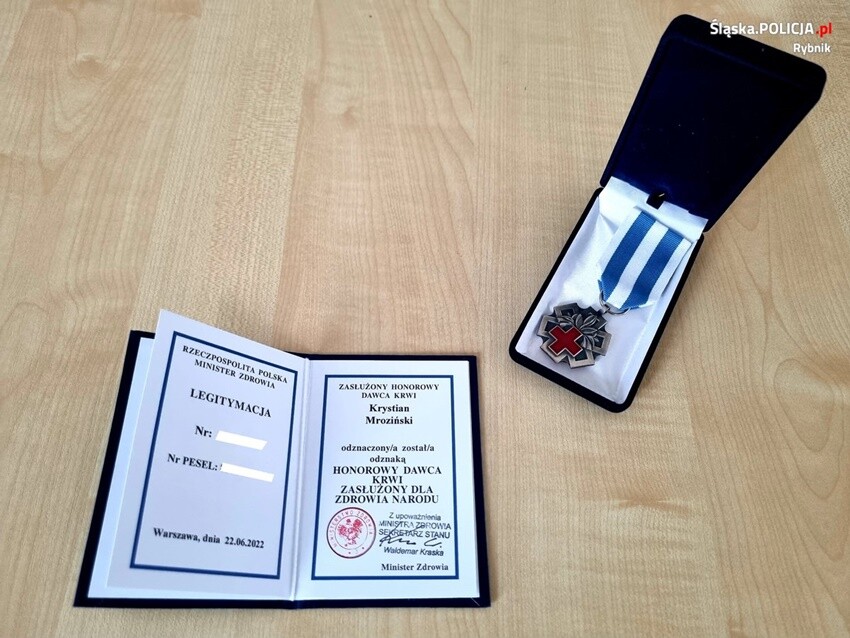 Śląska.POLICJA.pl
Rybnik
RZECZPOSPOLITA POLSKA
MINISTER ZDROWIA
LEGITYMACJA
Nr:
Nr PESEL:
Warszawa, dnia 22.06.2022
ZASŁUŻONY HONOROWY
DAWCA KRWI
Krystian
Mroziński
odznaczony/a został/a
odznaką
HONOROWY DAWCA
KRWI
ZASŁUŻONY DLA
ZDROWIA NARODU
Z upoważnienia
MINISTRA ZDROWIA
SEKRETARZ STANU
Waldemar Kraska
Minister Zdrowia